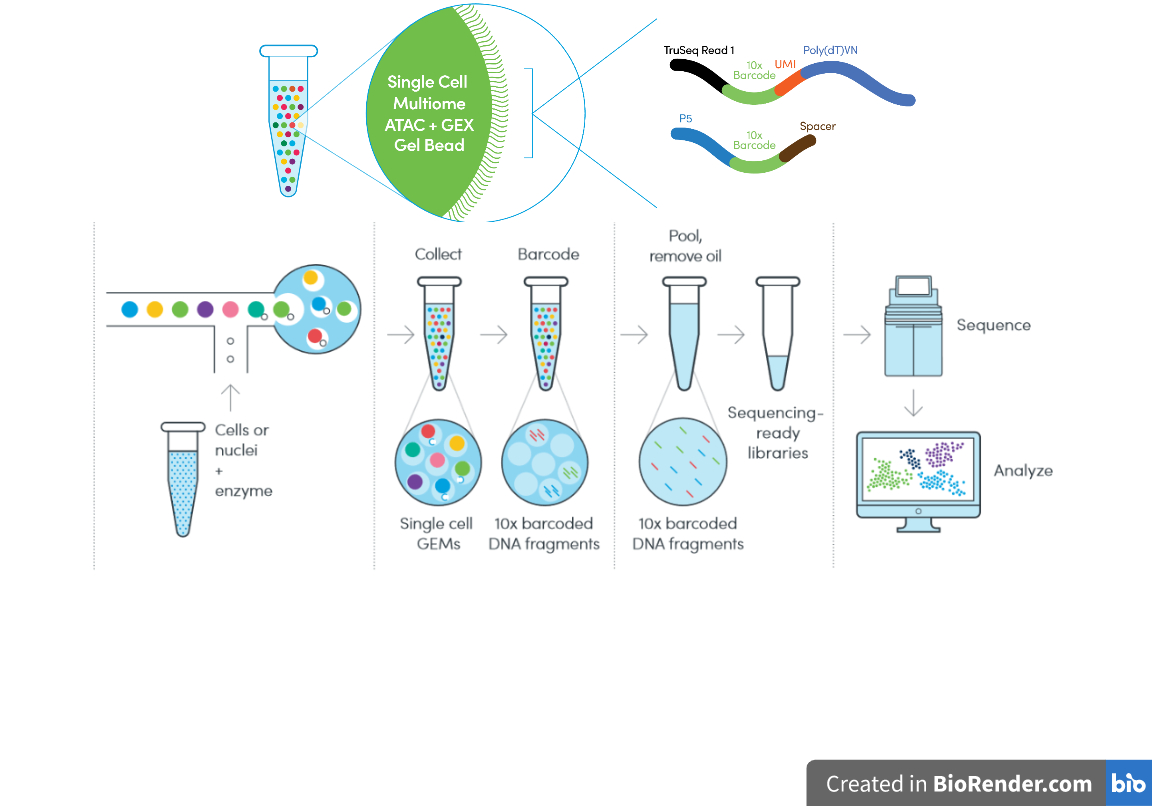 TruSeq Read 1
10x
Barcode
UMI
Poly(dT)VN
Single Cell
Multiome
ATAC + GEX
Gel Bead
P5
10x
Barcode
Spacer
Collect
Barcode
Pool,
remove oil
Sequence
Cells or
nuclei
+
enzyme
Sequencing-
ready
libraries
Analyze
Single cell
GEMs
10x barcoded
DNA fragments
10x barcoded
DNA fragments
Created in BioRender.com bio